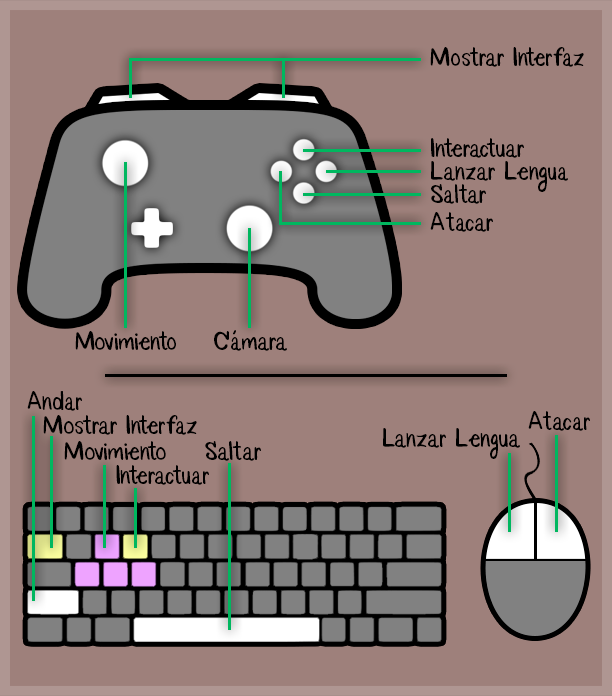 Mostrar Interfaz
Interactuar
Lanzar Lengua
Saltar
Atacar
Movimiento
Cámara
Andar
Mostrar Interfaz
Movimiento
Saltar
Interactuar
Atacar
Lanzar Lengua